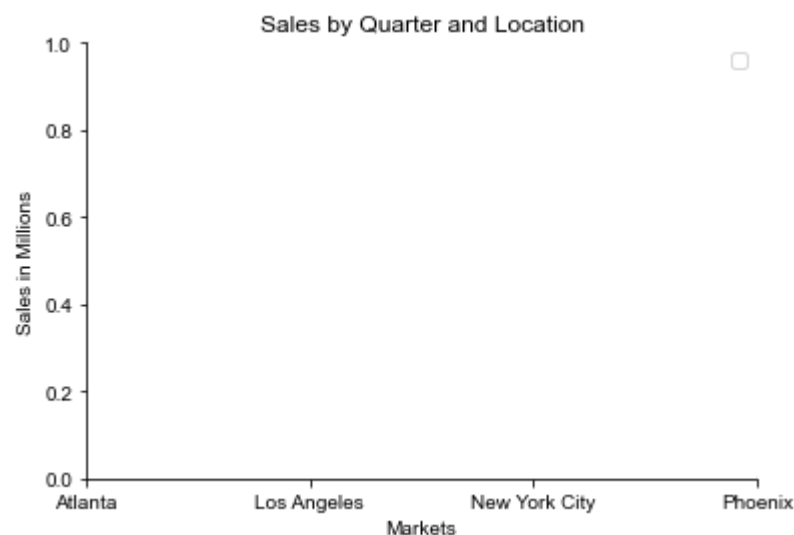 Sales by Quarter and Location
1.0
0.8
0.6
0.4
0.2
0.0
Sales in Millions
Atlanta Los Angeles New York City Phoenix
Markets